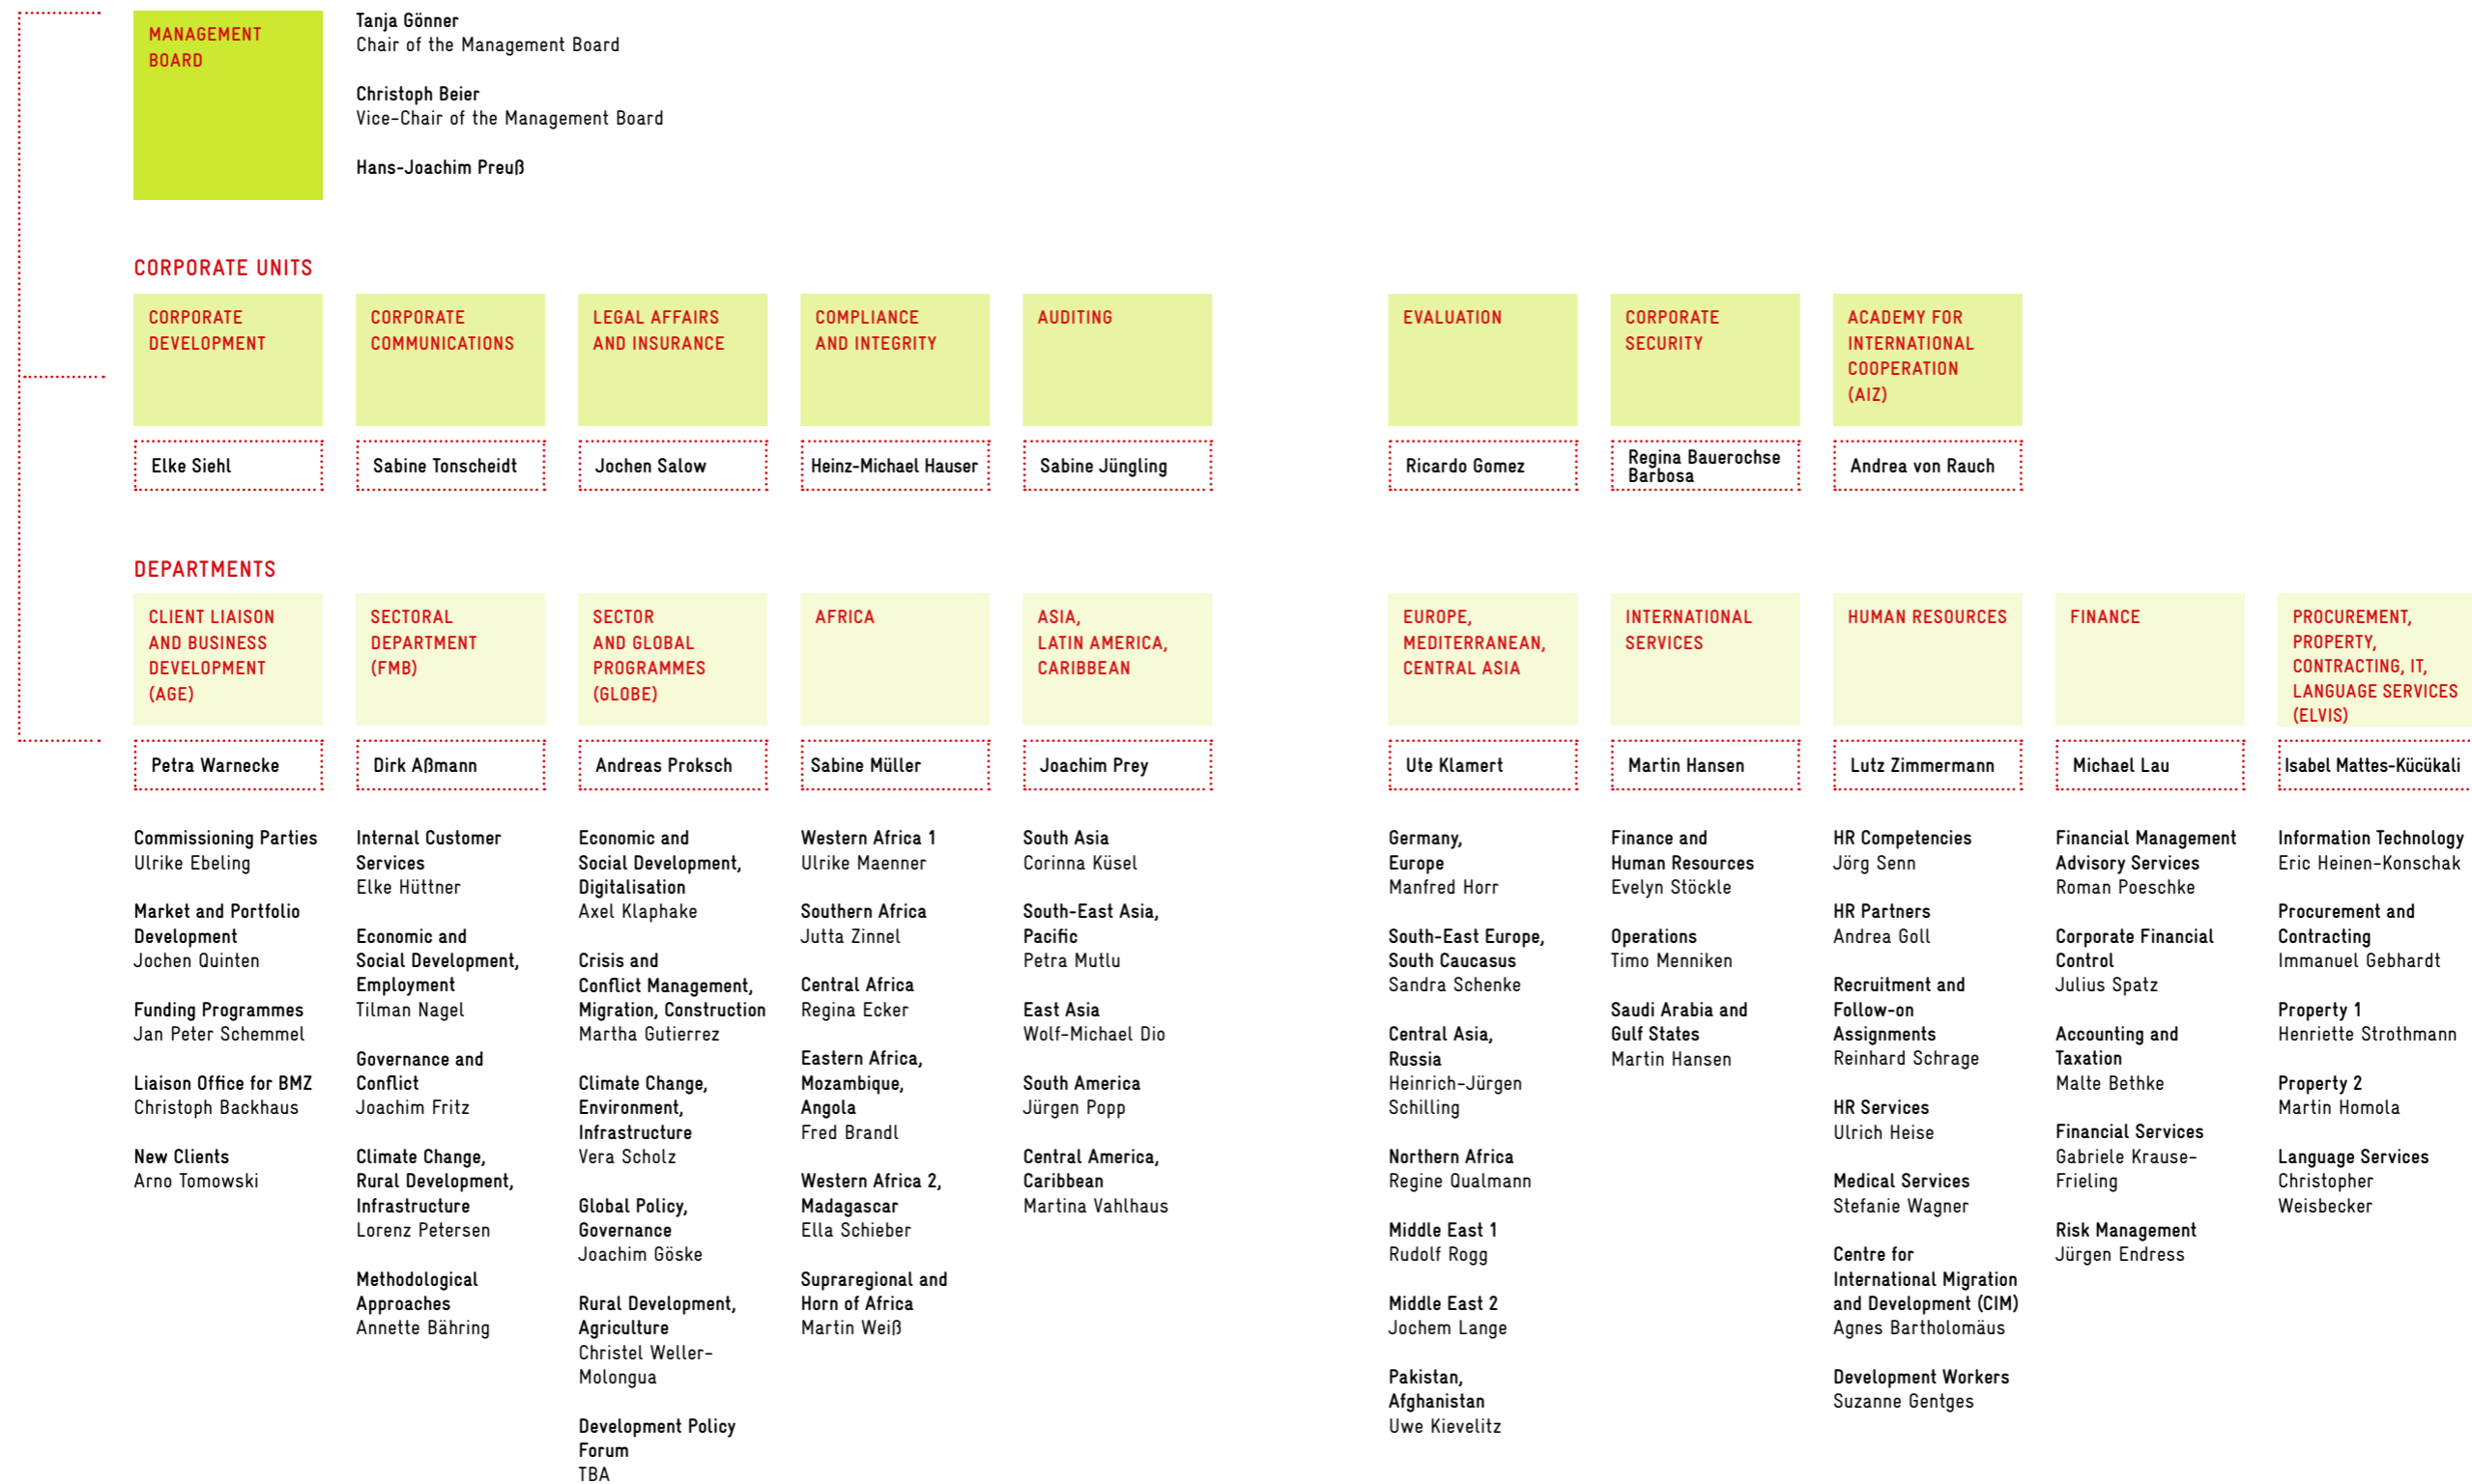 MANAGEMENT
BOARD
Tanja Gönner
Chair of the Management Board
Christoph Beier
Vice-Chair of the Management Board
Hans-Joachim Preuß
CORPORATE UNITS
CORPORATE
DEVELOPMENT
Elke Siehl
CORPORATE
COMMUNICATIONS
Sabine Tonscheidt
LEGAL AFFAIRS
AND INSURANCE
Jochen Salow
COMPLIANCE
AND INTEGRITY
Heinz-Michael Hauser
AUDITING
Sabine Jüngling
EVALUATION
Ricardo Gomez
CORPORATE
SECURITY
Regina Bauerochse
Barbosa
ACADEMY FOR
INTERNATIONAL
COOPERATION
(AIZ)
Andrea von Rauch
DEPARTMENTS
CLIENT LIAISON
AND BUSINESS
DEVELOPMENT
(AGE)
Petra Warnecke
Commissioning Parties
Ulrike Ebeling
Market and Portfolio
Development
Jochen Quinten
Funding Programmes
Jan Peter Schemmel
Liaison Office for BMZ
Christoph Backhaus
New Clients
Arno Tomowski
SECTORAL
DEPARTMENT
(FMB)
Dirk Aßmann
Internal Customer
Services
Elke Hüttner
Economic and
Social Development,
Employment
Tilman Nagel
Governance and
Conflict
Joachim Fritz
Climate Change,
Rural Development,
Infrastructure
Lorenz Petersen
Methodological
Approaches
Annette Bähring
SECTOR
AND GLOBAL
PROGRAMMES
(GLOBE)
Andreas Proksch
Economic and
Social Development,
Digitalisation
Axel Klaphake
Crisis and
Conflict Management,
Migration, Construction
Martha Gutierrez
Climate Change,
Environment,
Infrastructure
Vera Scholz
Global Policy,
Governance
Joachim Göske
Rural Development,
Agriculture
Christel Weller-
Molongua
Development Policy
Forum
TBA
AFRICA
Sabine Müller
Western Africa 1
Ulrike Maenner
Southern Africa
Jutta Zinnel
Central Africa
Regina Ecker
Eastern Africa,
Mozambique,
Angola
Fred Brandl
Western Africa 2,
Madagascar
Ella Schieber
Supraregional and
Horn of Africa
Martin Weiß
ASIA,
LATIN AMERICA,
CARIBBEAN
Joachim Prey
South Asia
Corinna Küsel
South-East Asia,
Pacific
Petra Mutlu
East Asia
Wolf-Michael Dio
South America
Jürgen Popp
Central America,
Caribbean
Martina Vahlhaus
EUROPE,
MEDITERRANEAN,
CENTRAL ASIA
Ute Klamert
Germany,
Europe
Manfred Horr
South-East Europe,
South Caucasus
Sandra Schenke
Central Asia,
Russia
Heinrich-Jürgen
Schilling
Northern Africa
Regine Qualmann
Middle East 1
Rudolf Rogg
Middle East 2
Jochem Lange
Pakistan,
Afghanistan
Uwe Kievelitz
INTERNATIONAL
SERVICES
Martin Hansen
Finance and
Human Resources
Evelyn Stöckle
Operations
Timo Menniken
Saudi Arabia and
Gulf States
Martin Hansen
HUMAN RESOURCES
Lutz Zimmermann
HR Competencies
Jörg Senn
HR Partners
Andrea Goll
Recruitment and
Follow-on
Assignments
Reinhard Schrage
HR Services
Ulrich Heise
Medical Services
Stefanie Wagner
Centre for
International Migration
and Development (CIM)
Agnes Bartholomäus
Development Workers
Suzanne Gentges
FINANCE
Michael Lau
Financial Management
Advisory Services
Roman Poeschke
Corporate Financial
Control
Julius Spatz
Accounting and
Taxation
Malte Bethke
Financial Services
Gabriele Krause-
Frieling
Risk Management
Jürgen Endress
PROCUREMENT,
PROPERTY,
CONTRACTING, IT,
LANGUAGE SERVICES
(ELVIS)
Isabel Mattes-Kücükali
Information Technology
Eric Heinen-Konschak
Procurement and
Contracting
Immanuel Gebhardt
Property 1
Henriette Strothmann
Property 2
Martin Homola
Language Services
Christopher
Weisbecker